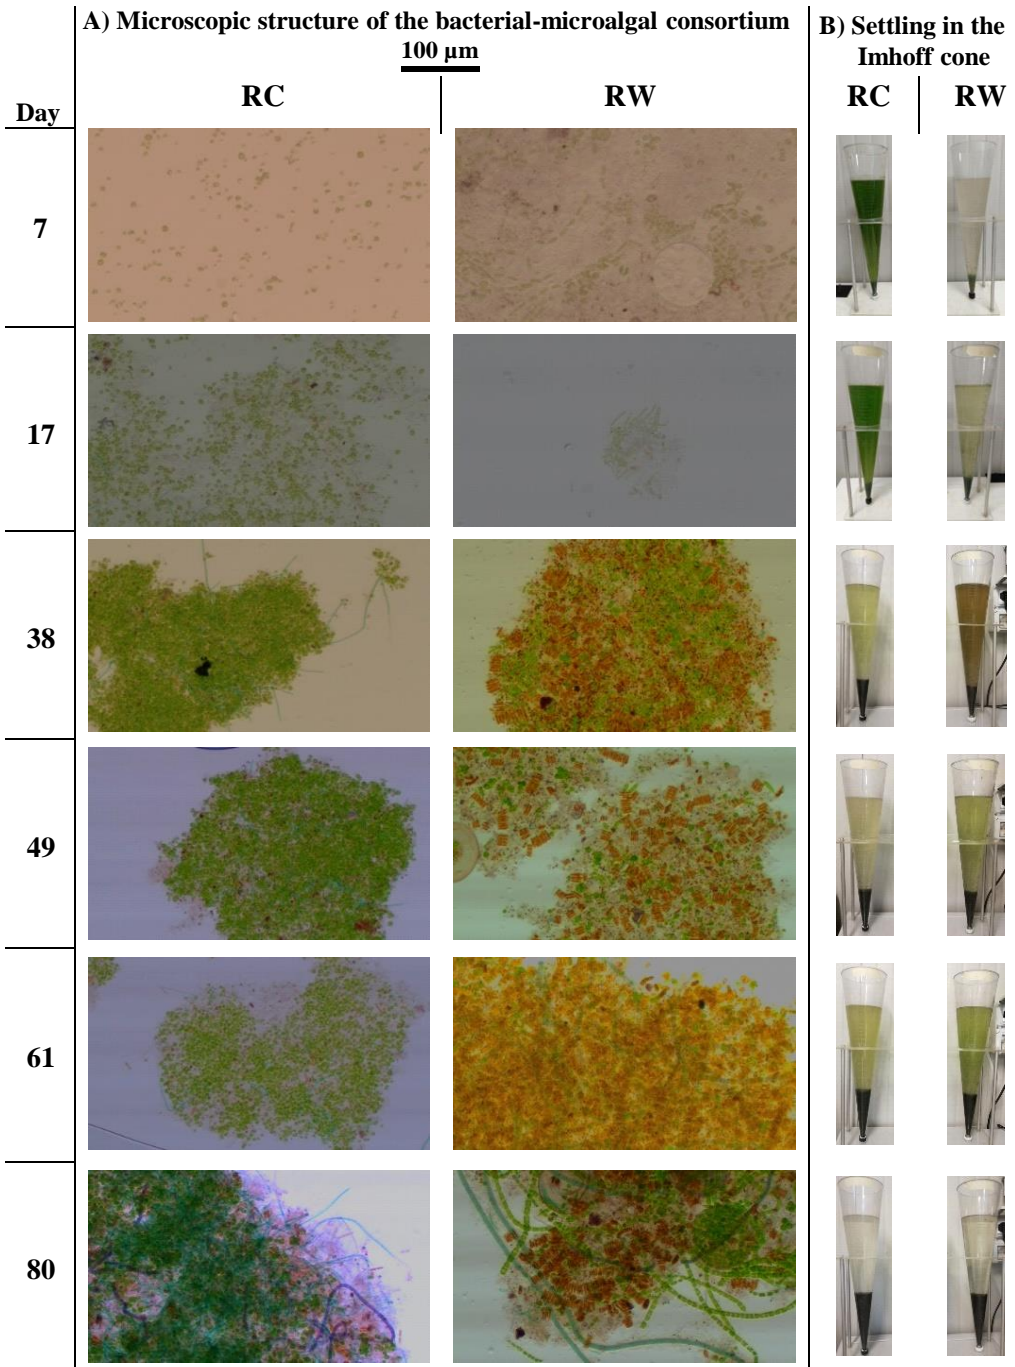 A) Microscopic structure of the bacterial-microalgal consortium
100 µm
B) Settling in the
Imhoff cone
RC
RW
RC
RW
Day
7
17
38
49
61
80